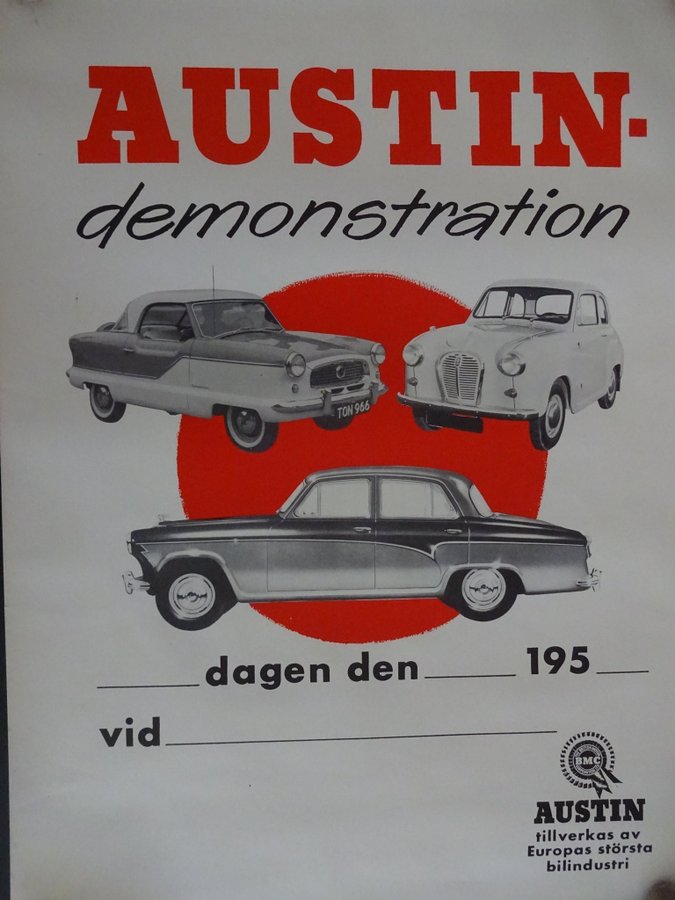 AUSTIN-
demonstration
TON 966
dagen den 195
vid
BMC
AUSTIN
tillverkas av
Europas största
bilindustri